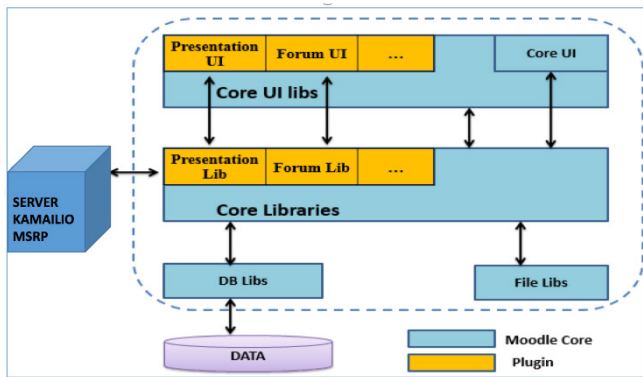 Presentation
UI
Forum UI
...
Core UI
Core UI libs
Presentation
Lib
Forum Lib
...
Core Libraries
SERVER
KAMAILIO
MSRP
DB Libs
File Libs
DATA
Moodle Core
Plugin